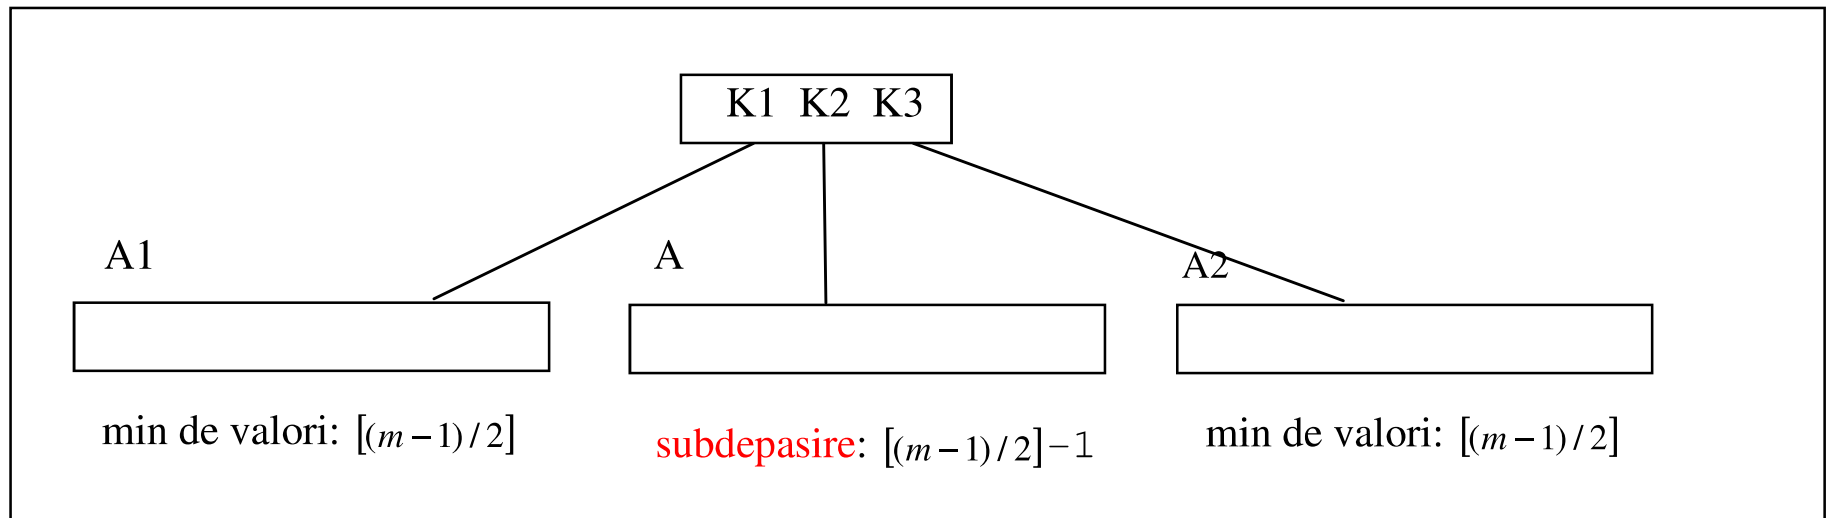 K1 K2 K3
A1 A A2
min de valori: [(m−1)/2] subdepasire: [(m−1)/2]−1 min de valori: [(m−1)/2]